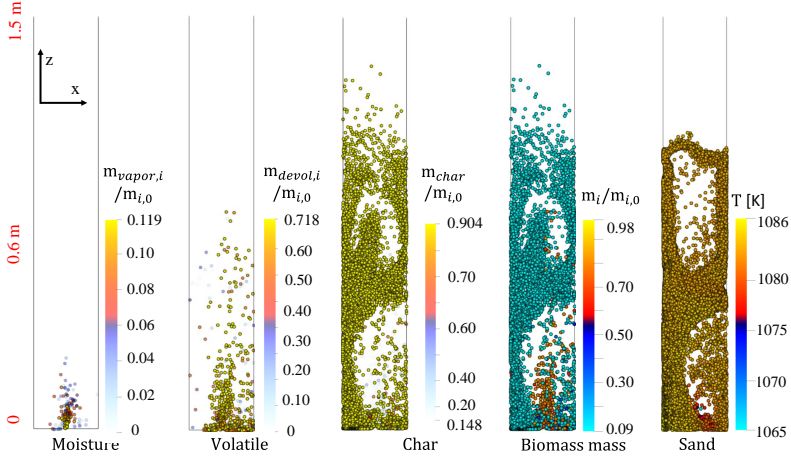 1.5 m
0.6 m
0
z
x
m_vapor,i
/m_i,0
0.119
0.10
0.08
0.06
0.04
0.02
0
Moisture
m_devol,i
/m_i,0
0.718
0.60
0.50
0.40
0.30
0.20
0.10
0
Volatile
m_char
/m_i,0
0.904
0.70
0.60
0.40
0.20
0.148
Char
m_i/m_i,0
0.98
0.70
0.50
0.30
0.09
Biomass mass
T [K]
1086
1080
1075
1070
1065
Sand